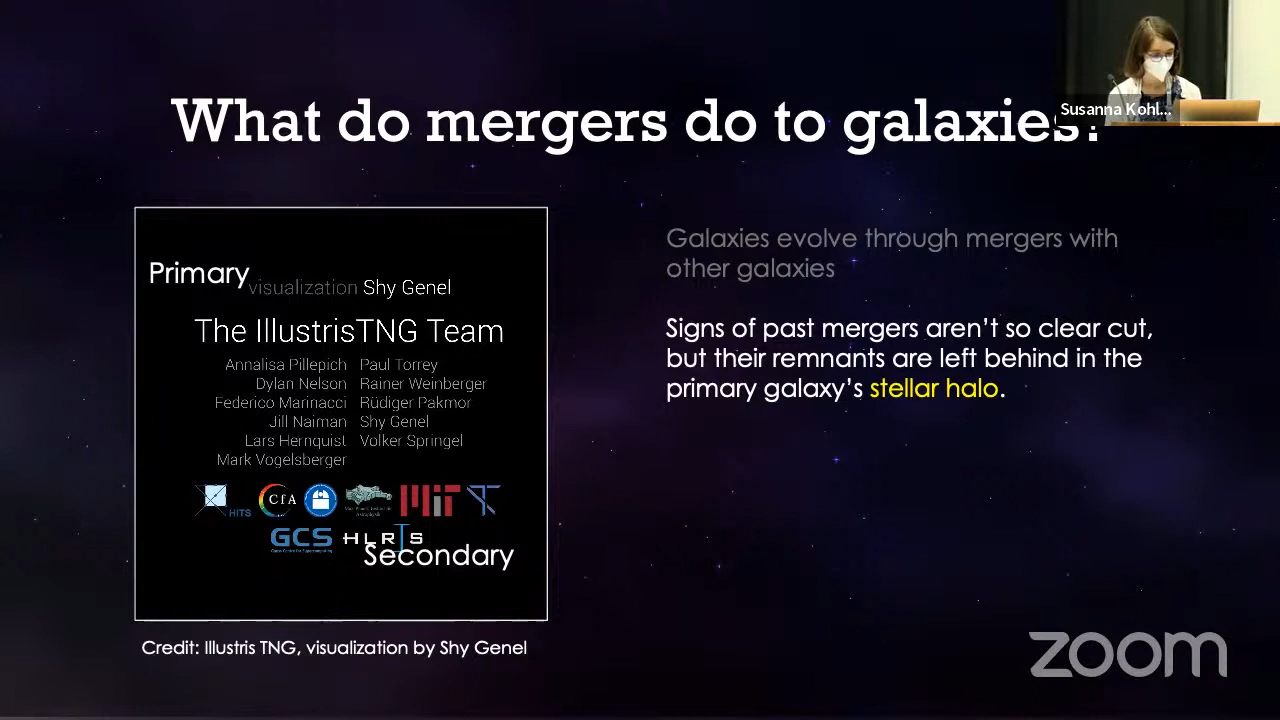 What do mergers do to galaxies?
Susanna Kohl...
Primary
visualization Shy Genel
The IllustrisTNG Team
Annalisa Pillepich Paul Torrey
Dylan Nelson Rainer Weinberger
Federico Marinacci Rüdiger Pakmor
Jill Naiman Shy Genel
Lars Hernquist Volker Springel
Mark Vogelsberger
HITS CfA MIT
GCS HLRIS
Secondary
Credit: Illustris TNG, visualization by Shy Genel
Galaxies evolve through mergers with
other galaxies
Signs of past mergers aren't so clear cut,
but their remnants are left behind in the
primary galaxy's stellar halo.
zoom